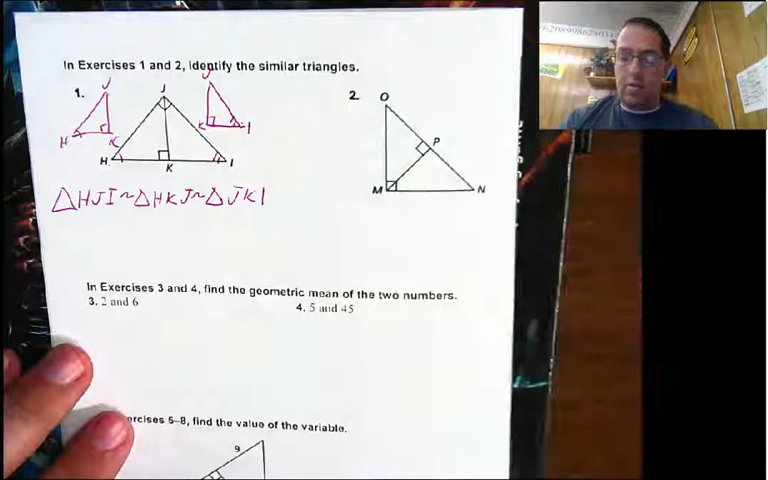 In Exercises 1 and 2, identify the similar triangles.
1.
J
H
K
J
H
K
I
J
K
I
2.
O
P
M
N
△HJI~△HKJ~△JKI
In Exercises 3 and 4, find the geometric mean of the two numbers.
3. 2 and 6
4. 5 and 45
ercises 5–8, find the value of the variable.
9